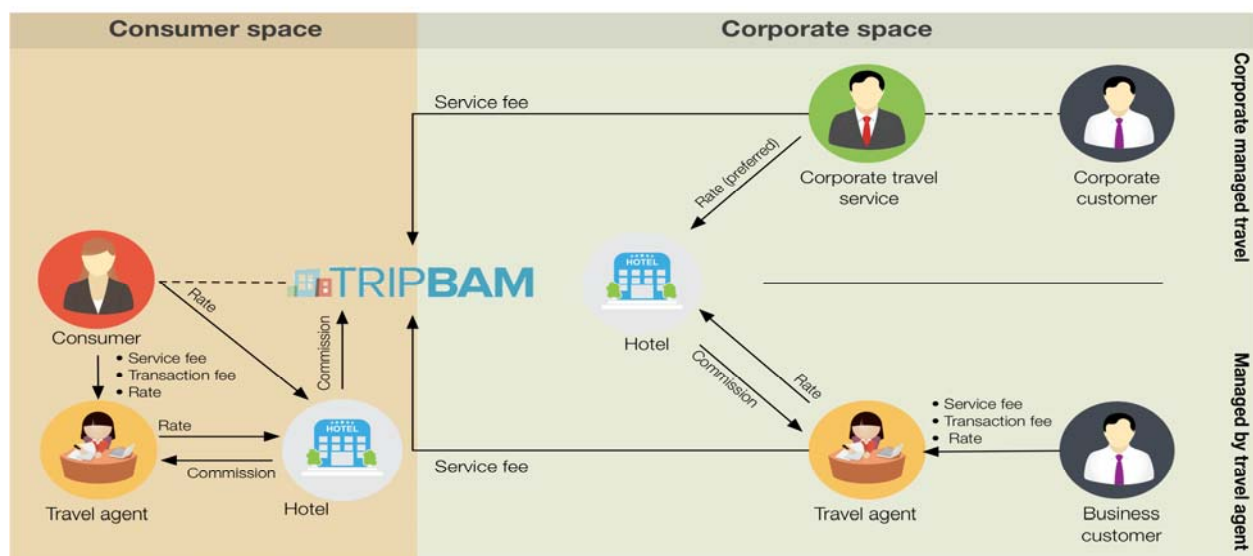 Consumer space
Corporate space
Service fee
Corporate managed travel
Rate (preferred)
Corporate travel
service
Corporate
customer
HOTEL
TRIPBAM
Rate
Consumer
Commission
Hotel
• Service fee
• Transaction fee
• Rate
Rate
Commission
HOTEL
Travel agent
Hotel
Rate
Commission
• Service fee
• Transaction fee
• Rate
Service fee
Travel agent
Business
customer
Managed by travel agent